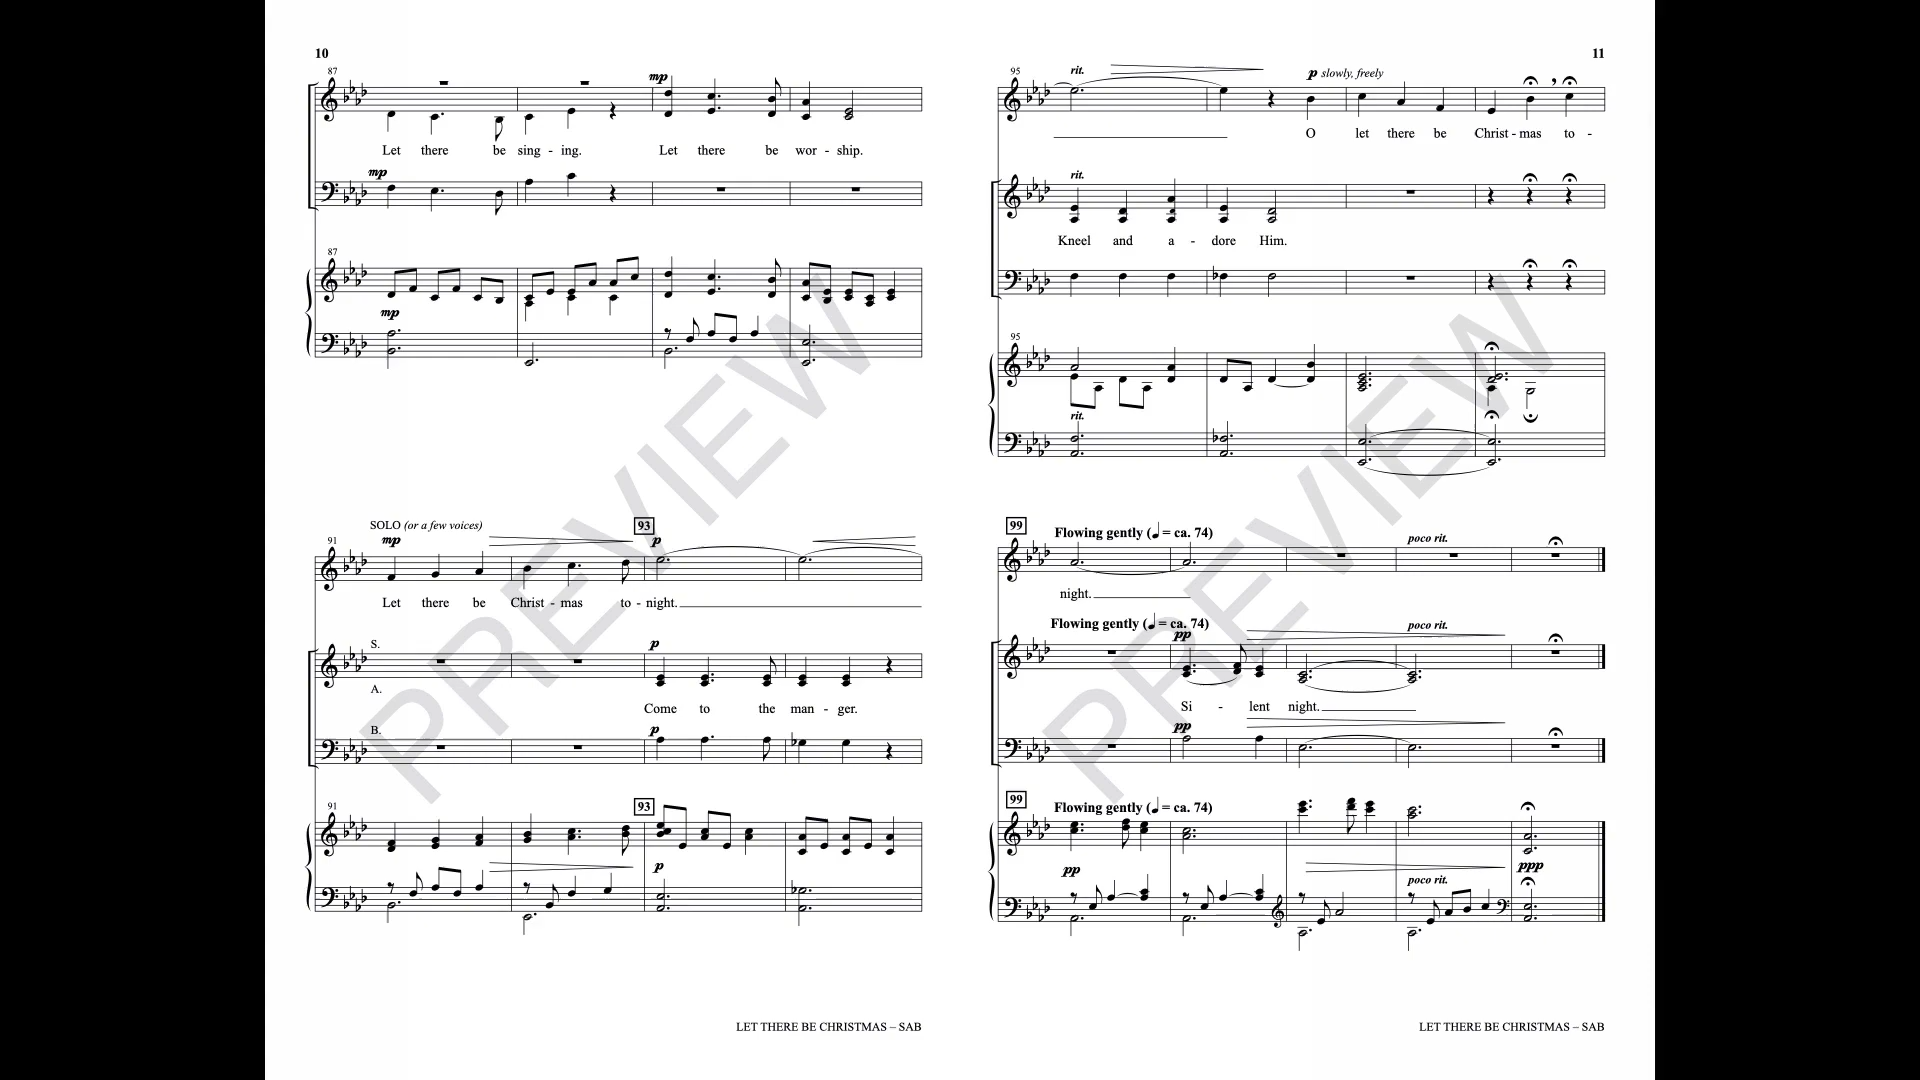 10
87
mp
Let there be sing - ing. Let there be wor - ship.
mp
87
mp
SOLO (or a few voices)
93
91
mp
p
Let there be Christ - mas to - night.
S.
p
A.
Come to the man - ger.
B.
p
91
93
p
LET THERE BE CHRISTMAS – SAB
11
95
rit.
p slowly, freely
O let there be Christ - mas to -
rit.
Kneel and a - dore Him.
95
rit.
99
Flowing gently (♩ = ca. 74)
poco rit.
night.
Flowing gently (♩ = ca. 74)
pp
poco rit.
Si - lent night.
pp
99
Flowing gently (♩ = ca. 74)
pp
ppp
poco rit.
LET THERE BE CHRISTMAS – SAB
PREVIEW
PREVIEW